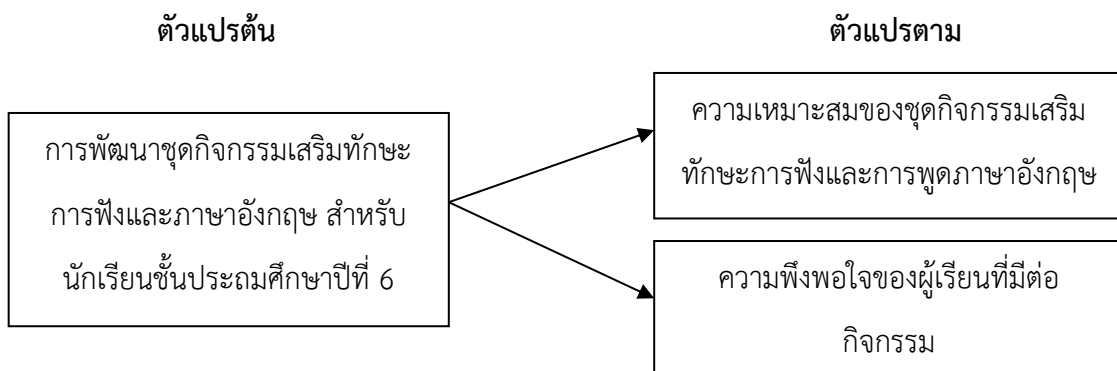 ตัวแปรต้น
ตัวแปรตาม
การพัฒนาชุดกิจกรรมเสริมทักษะ
การฟังและภาษาอังกฤษ สำหรับ
นักเรียนชั้นประถมศึกษาปีที่ 6
ความเหมาะสมของชุดกิจกรรมเสริม
ทักษะการฟังและการพูดภาษาอังกฤษ
ความพึงพอใจของผู้เรียนที่มีต่อ
กิจกรรม